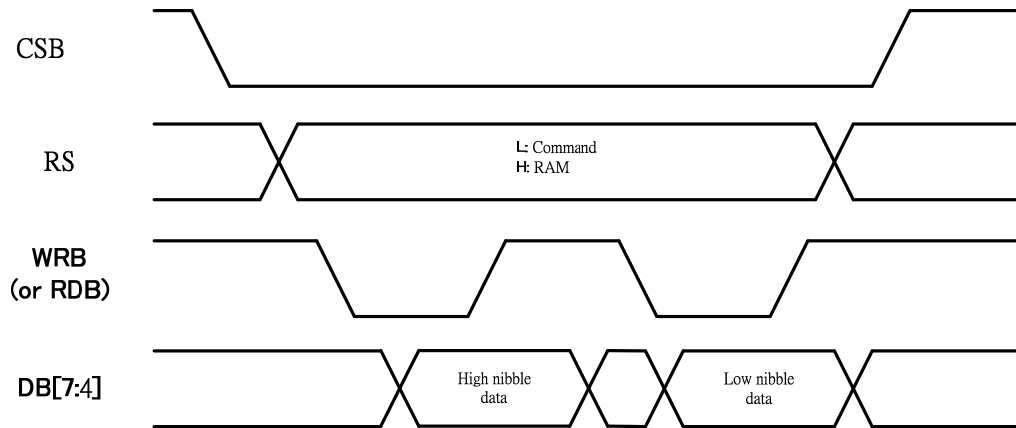 CSB
RS
L: Command
H: RAM
WRB
(or RDB)
DB[7:4]
High nibble
data
Low nibble
data